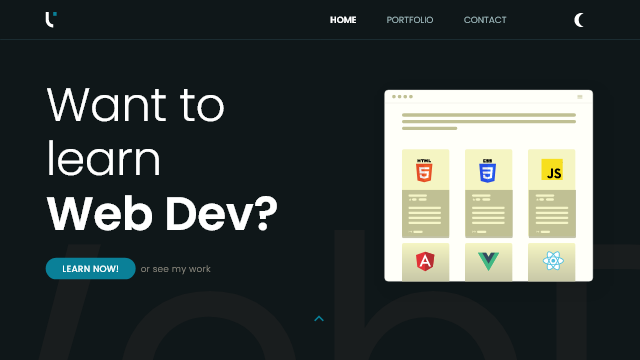 HOME PORTFOLIO CONTACT
Want to
learn
Web Dev?
LEARN NOW! or see my work
HTML CSS JS
5 3